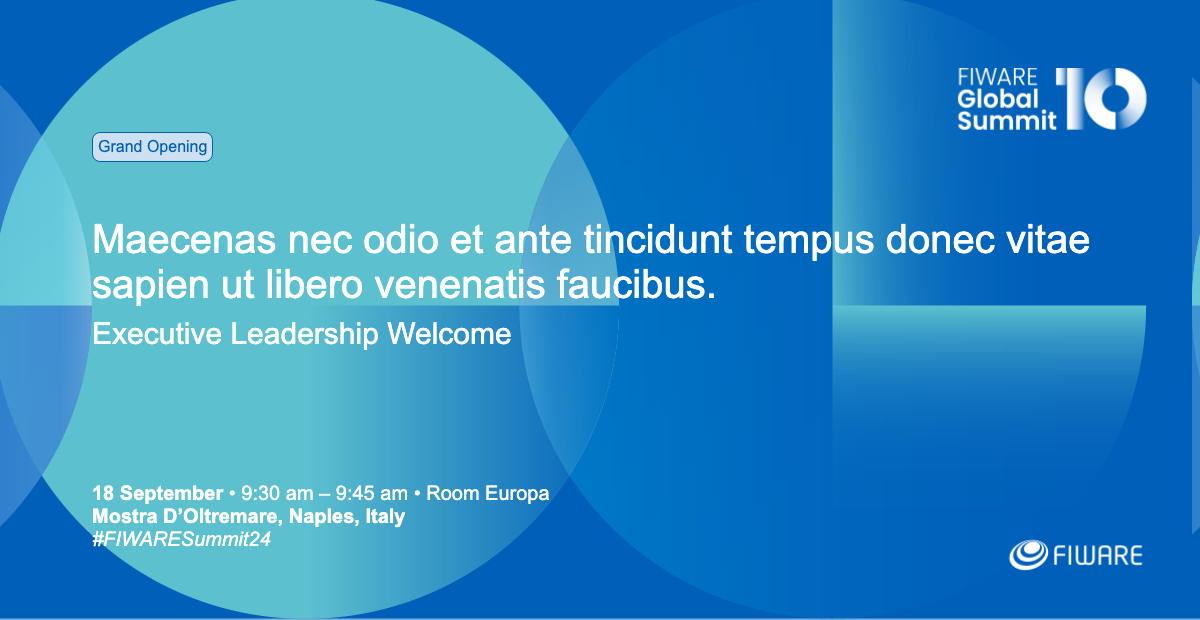 FIWARE
Global
Summit
10
Grand Opening
Maecenas nec odio et ante tincidunt tempus donec vitae
sapien ut libero venenatis faucibus.
Executive Leadership Welcome
18 September • 9:30 am – 9:45 am • Room Europa
Mostra D’Oltremare, Naples, Italy
#FIWARESummit24
FIWARE